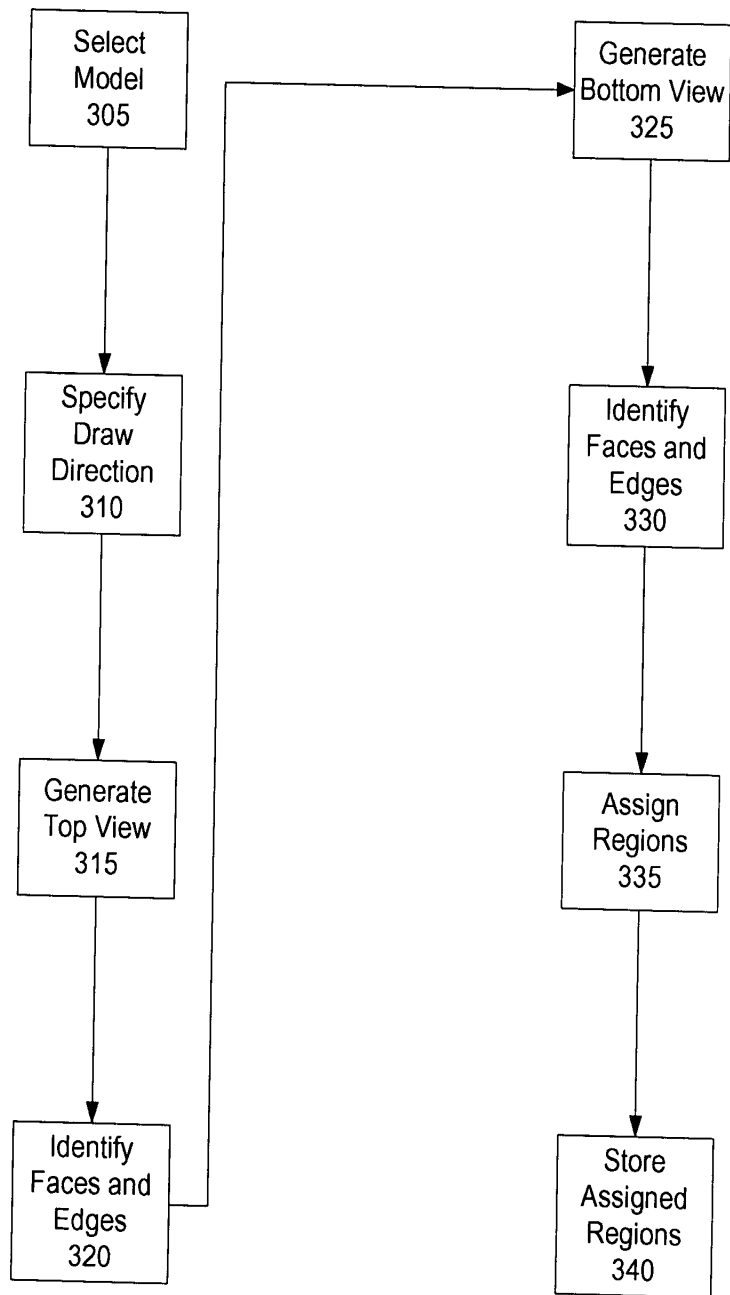 Select
Model
305
Specify
Draw
Direction
310
Generate
Top View
315
Identify
Faces and
Edges
320
Generate
Bottom View
325
Identify
Faces and
Edges
330
Assign
Regions
335
Store
Assigned
Regions
340